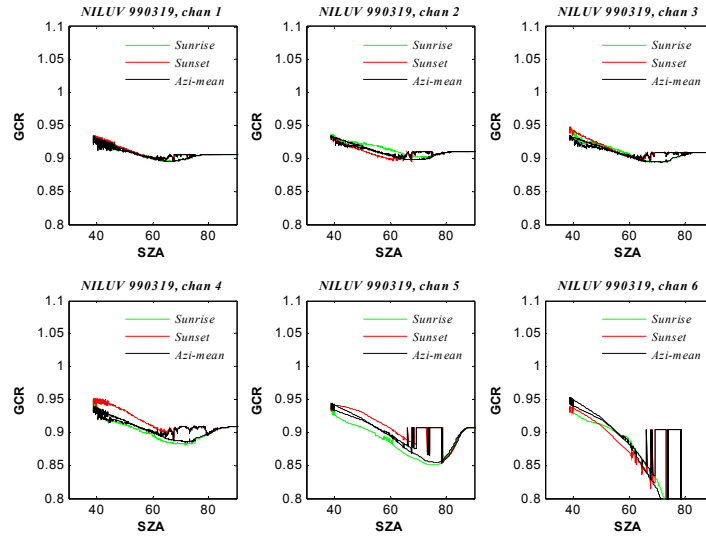 NILUV 990319, chan 1
1.1
1.05
1
0.95
0.9
0.85
0.8
GCR
Sunrise
Sunset
Azi-mean
40
60
80
SZA
NILUV 990319, chan 2
1.1
1.05
1
0.95
0.9
0.85
0.8
GCR
Sunrise
Sunset
Azi-mean
40
60
80
SZA
NILUV 990319, chan 3
1.1
1.05
1
0.95
0.9
0.85
0.8
GCR
Sunrise
Sunset
Azi-mean
40
60
80
SZA
NILUV 990319, chan 4
1.1
1.05
1
0.95
0.9
0.85
0.8
GCR
Sunrise
Sunset
Azi-mean
40
60
80
SZA
NILUV 990319, chan 5
1.1
1.05
1
0.95
0.9
0.85
0.8
GCR
Sunrise
Sunset
Azi-mean
40
60
80
SZA
NILUV 990319, chan 6
1.1
1.05
1
0.95
0.9
0.85
0.8
GCR
Sunrise
Sunset
Azi-mean
40
60
80
SZA